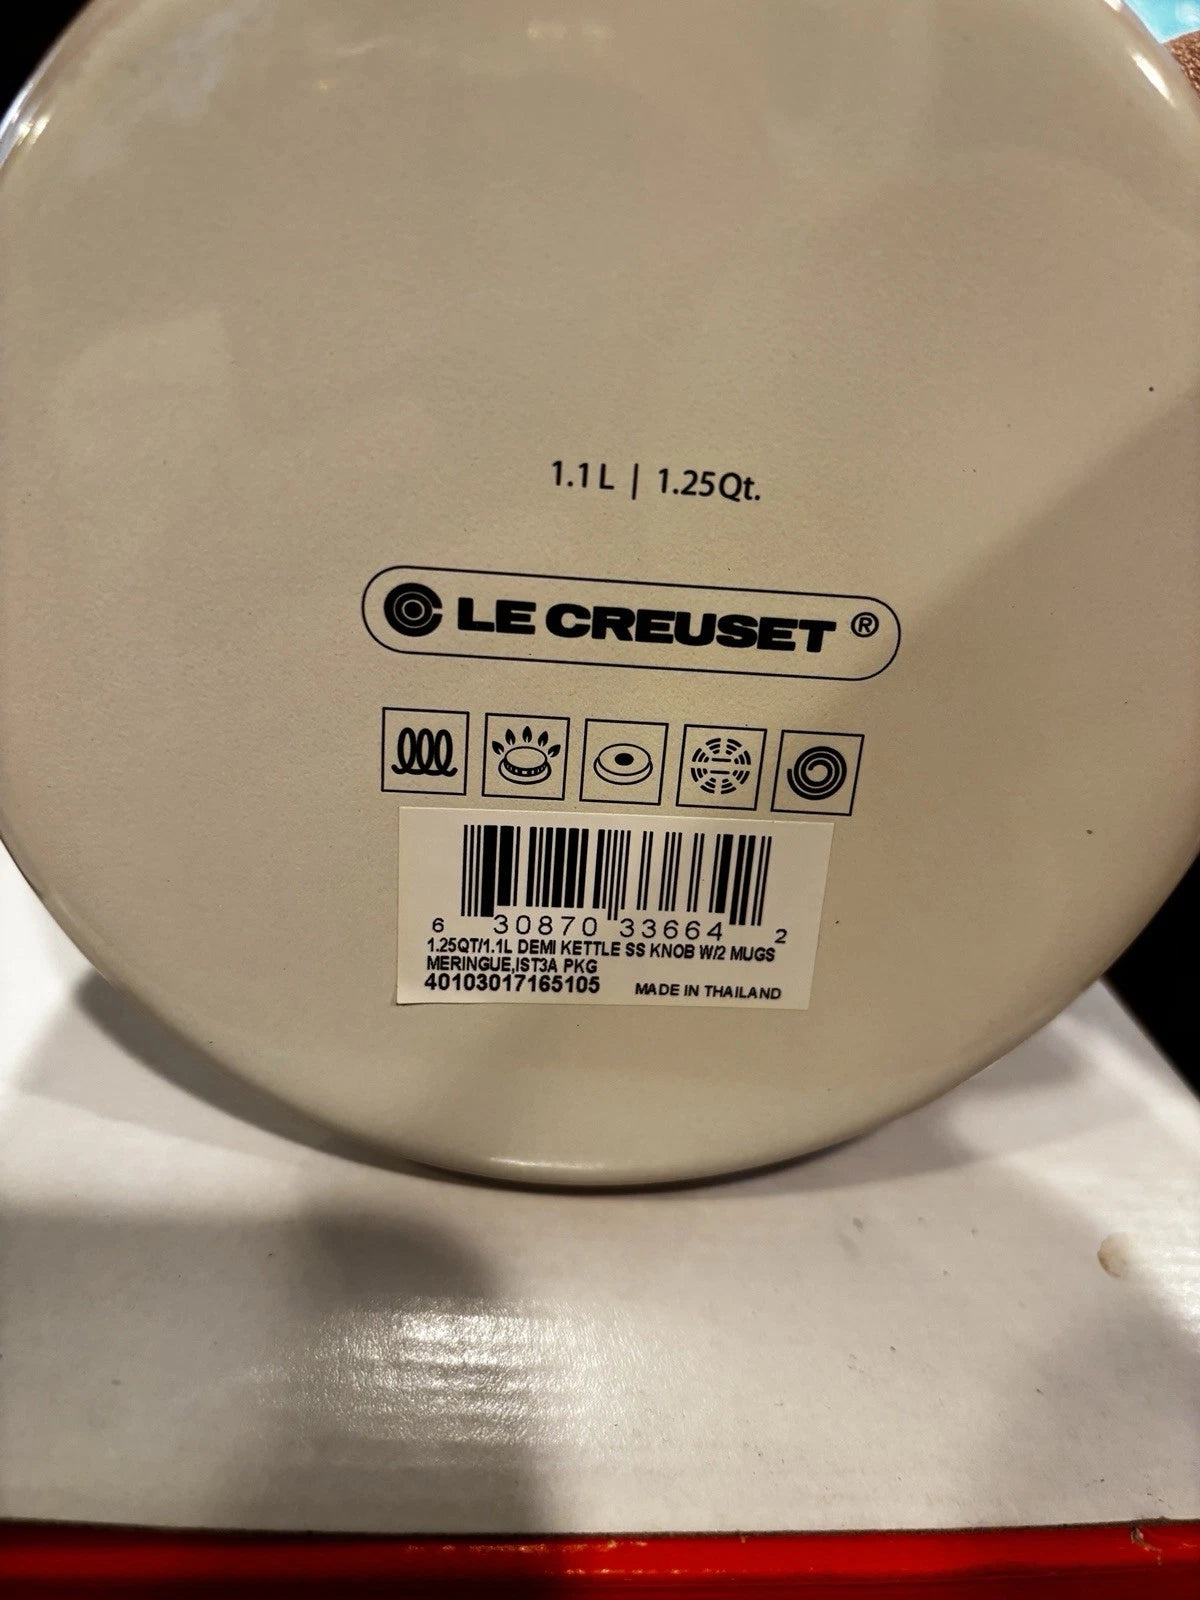 1.1 L | 1.25Qt.
LE CREUSET ®
6 30870 33664 2
1.25QT/1.1L DEMI KETTLE SS KNOB W/2 MUGS
MERINGUE,IST3A PKG
40103017165105 MADE IN THAILAND